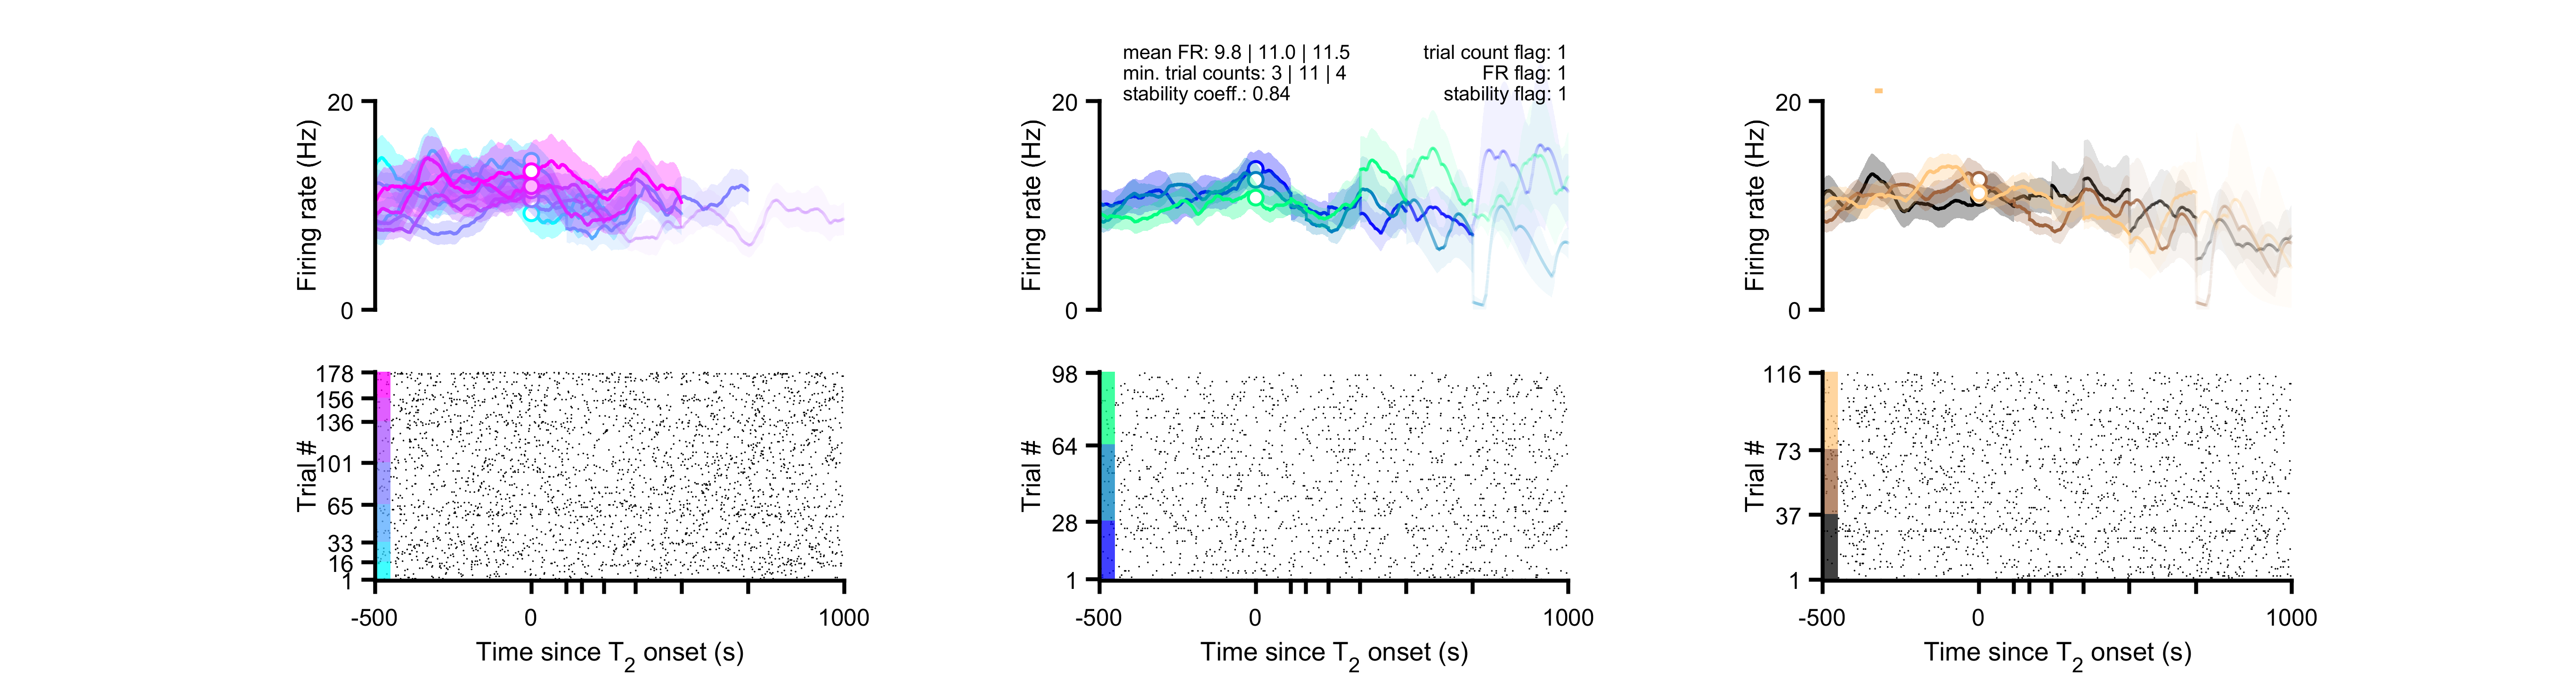 mean FR: 9.8 | 11.0 | 11.5
min. trial counts: 3 | 11 | 4
stability coeff.: 0.84
trial count flag: 1
FR flag: 1
stability flag: 1
Firing rate (Hz)
20
0
Firing rate (Hz)
20
0
Firing rate (Hz)
20
0
Trial #
178
156
136
101
65
33
16
1
-500
0
1000
Time since T2 onset (s)
Trial #
98
64
28
1
-500
0
1000
Time since T2 onset (s)
Trial #
116
73
37
1
-500
0
1000
Time since T2 onset (s)